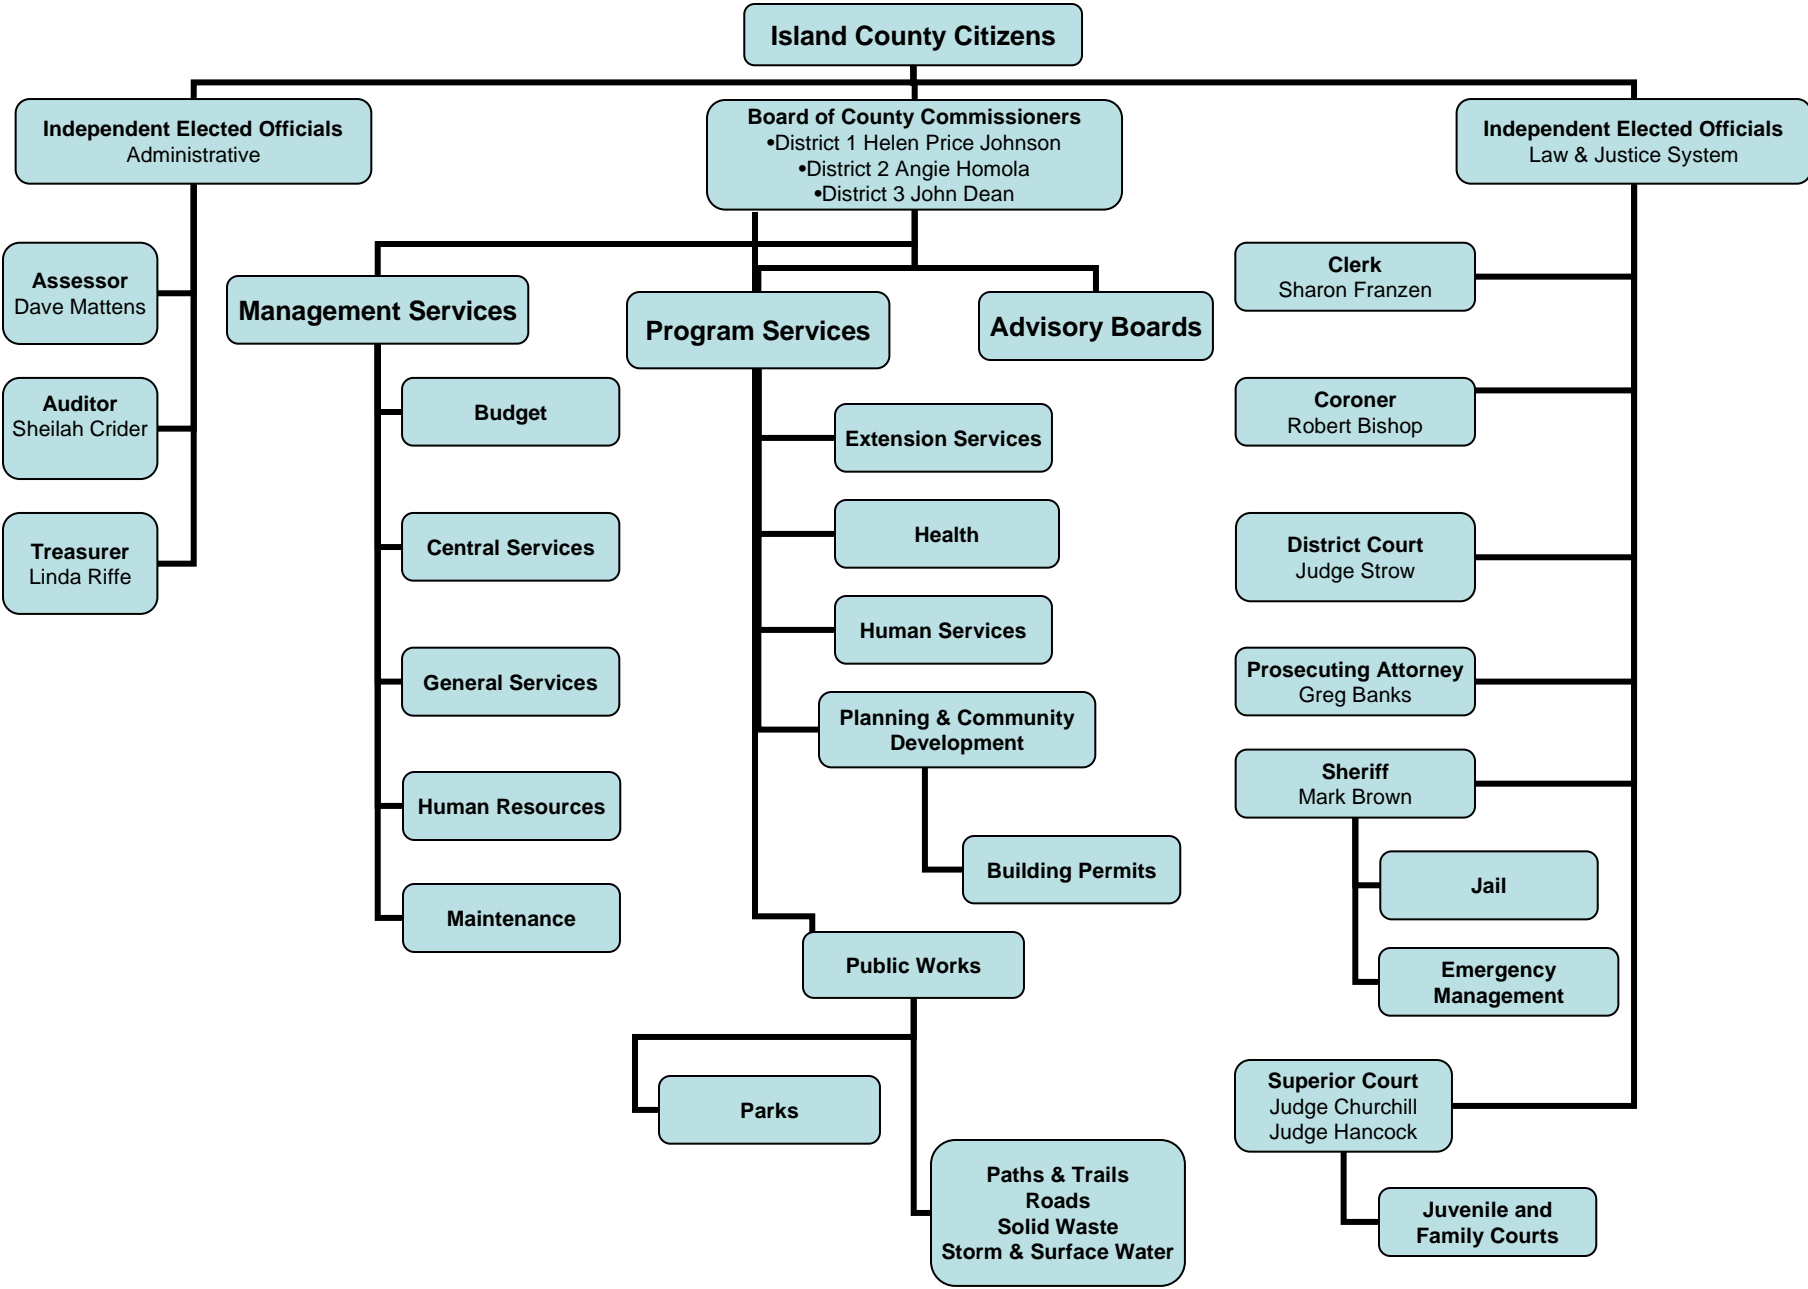 Island County Citizens
Independent Elected Officials
Administrative
Board of County Commissioners
•District 1 Helen Price Johnson
•District 2 Angie Homola
•District 3 John Dean
Independent Elected Officials
Law & Justice System
Assessor
Dave Mattens
Auditor
Sheilah Crider
Treasurer
Linda Riffe
Management Services
Budget
Central Services
General Services
Human Resources
Maintenance
Program Services
Extension Services
Health
Human Services
Planning & Community
Development
Building Permits
Public Works
Parks
Paths & Trails
Roads
Solid Waste
Storm & Surface Water
Advisory Boards
Clerk
Sharon Franzen
Coroner
Robert Bishop
District Court
Judge Strow
Prosecuting Attorney
Greg Banks
Sheriff
Mark Brown
Jail
Emergency
Management
Superior Court
Judge Churchill
Judge Hancock
Juvenile and
Family Courts